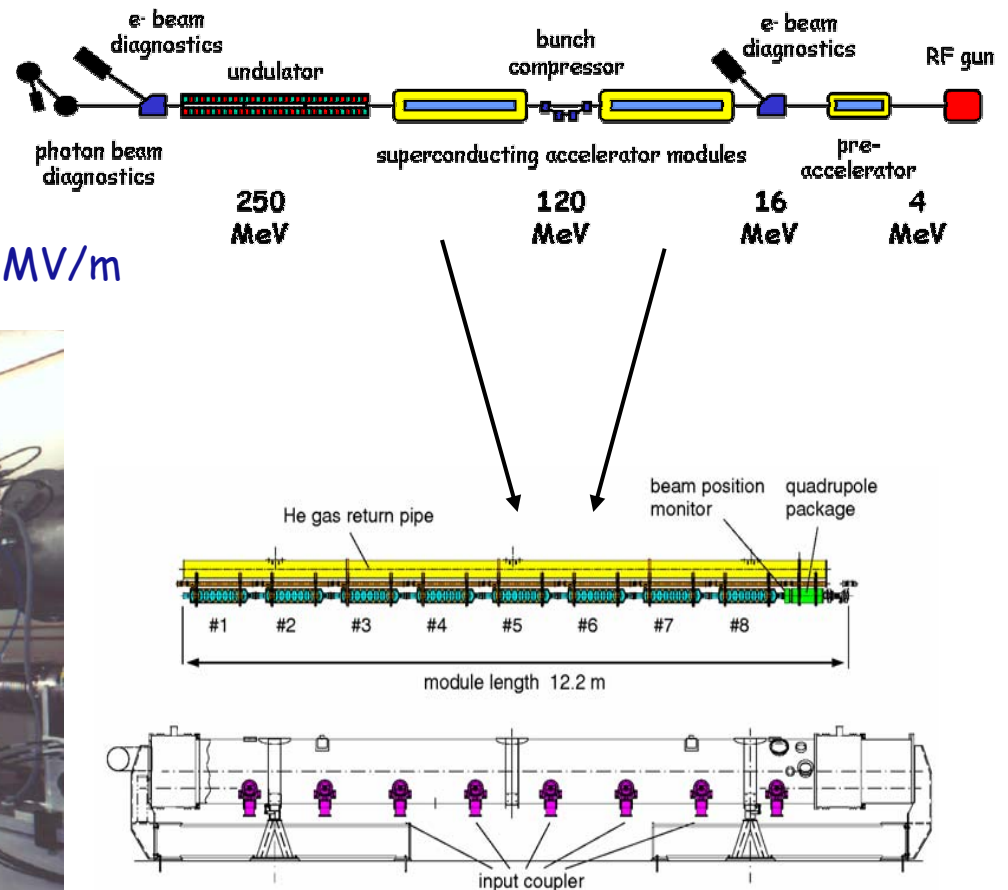 e- beam
diagnostics
undulator
bunch
compressor
e- beam
diagnostics
RF gun
photon beam
diagnostics
superconducting accelerator modules
pre-
accelerator
250
MeV
120
MeV
16
MeV
4
MeV
MV/m
He gas return pipe
beam position
monitor
quadrupole
package
#1 #2 #3 #4 #5 #6 #7 #8
module length 12.2 m
input coupler